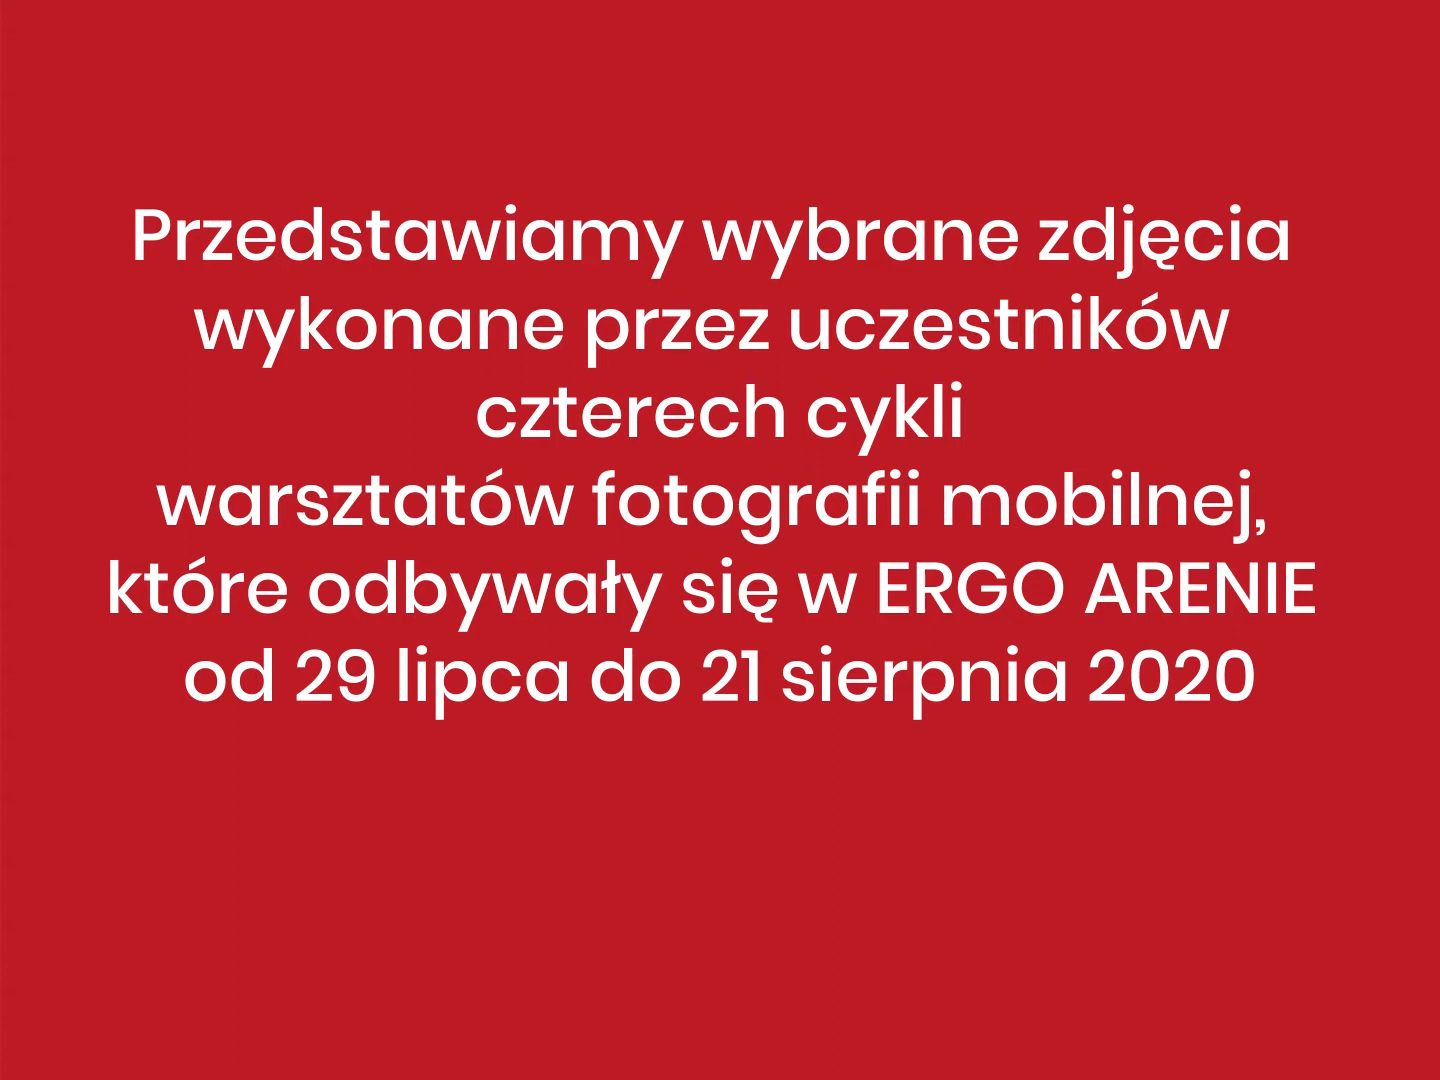 Przedstawiamy wybrane zdjęcia
wykonane przez uczestników
czterech cykli
warsztatów fotografii mobilnej,
które odbywały się w ERGO ARENIE
od 29 lipca do 21 sierpnia 2020